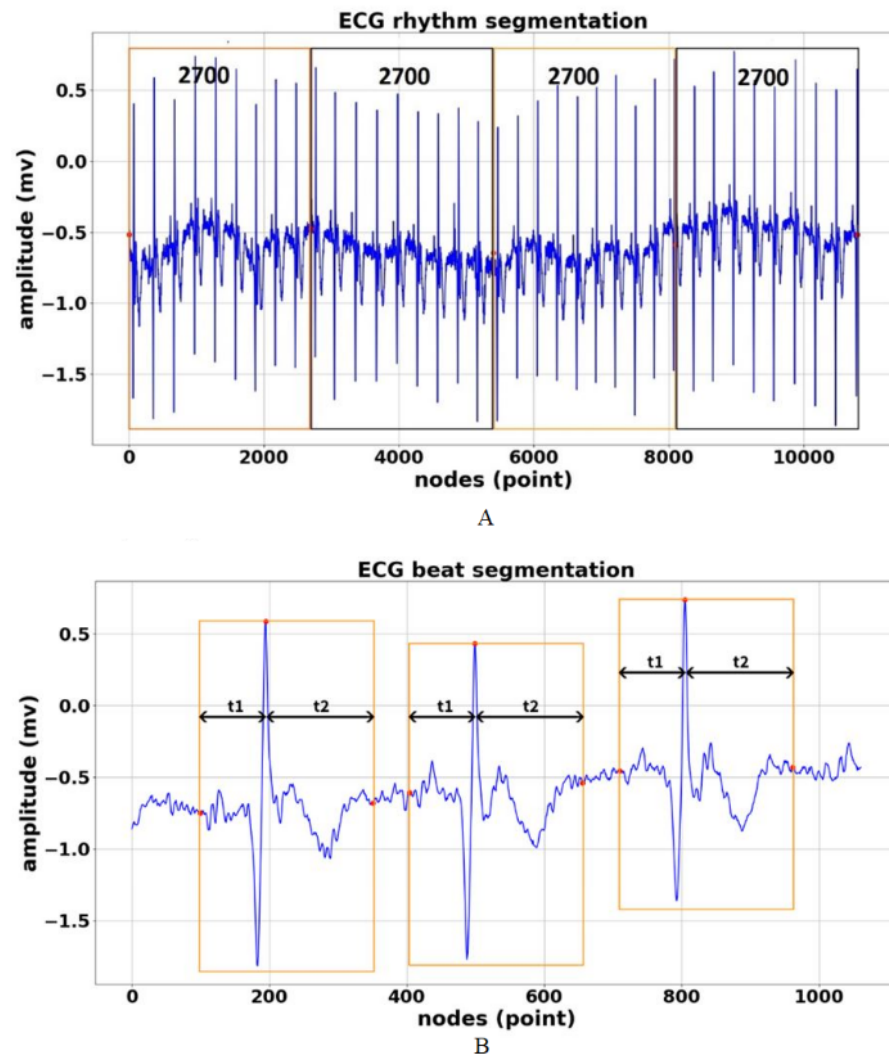 ECG rhythm segmentation
2700 2700 2700 2700
0.5
0.0
−0.5
−1.0
−1.5
amplitude (mv)
0 2000 4000 6000 8000 10000
nodes (point)
A
ECG beat segmentation
0.5
0.0
−0.5
−1.0
−1.5
amplitude (mv)
t1 t2 t1 t2 t1 t2
0 200 400 600 800 1000
nodes (point)
B